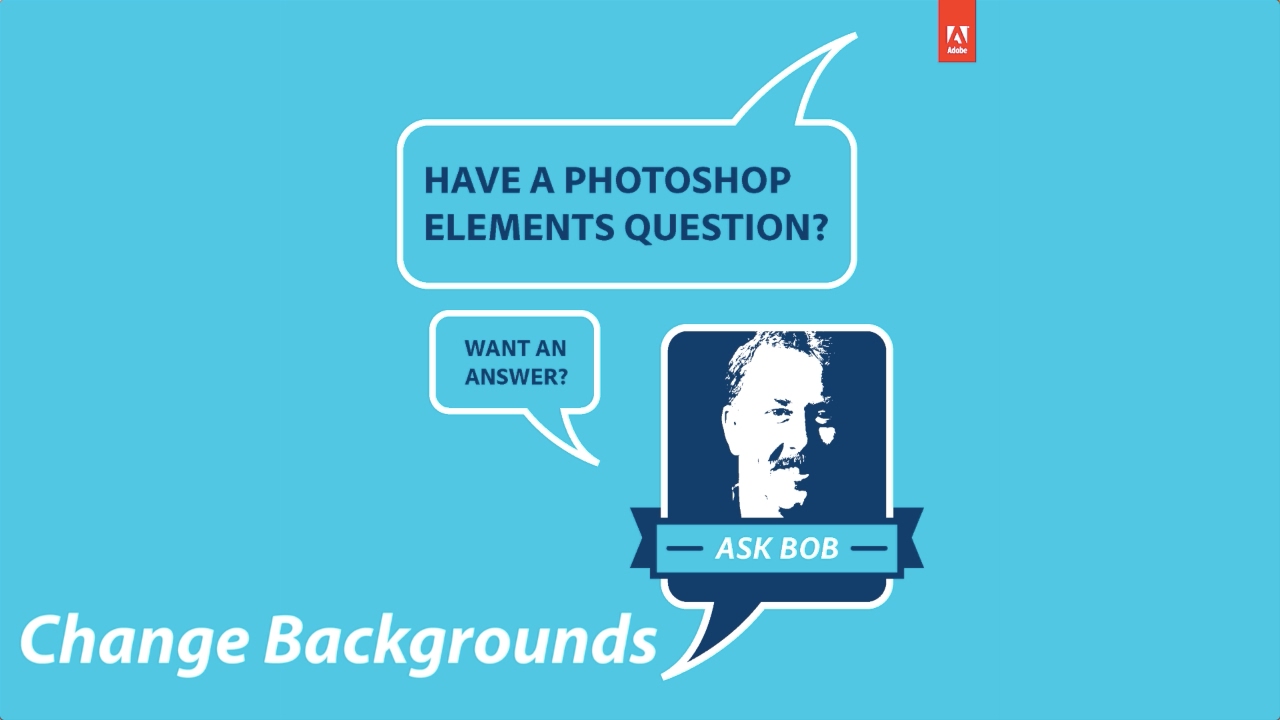 Adobe
HAVE A PHOTOSHOP
ELEMENTS QUESTION?
WANT AN
ANSWER?
ASK BOB
Change Backgrounds